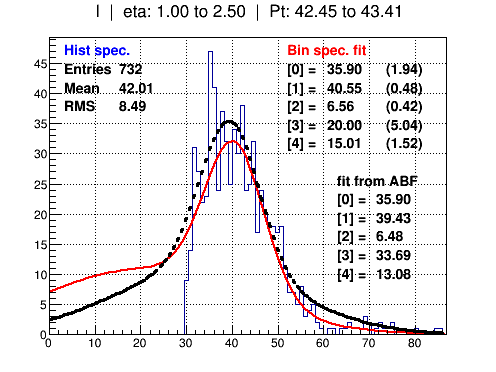 I | eta: 1.00 to 2.50 | Pt: 42.45 to 43.41
Hist spec.
Entries 732
Mean 42.01
RMS 8.49
Bin spec. fit
[0] = 35.90 (1.94)
[1] = 40.55 (0.48)
[2] = 6.56 (0.42)
[3] = 20.00 (5.04)
[4] = 15.01 (1.52)
fit from ABF
[0] = 35.90
[1] = 39.43
[2] = 6.48
[3] = 33.69
[4] = 13.08
45
40
35
30
25
20
15
10
5
0
0 10 20 30 40 50 60 70 80